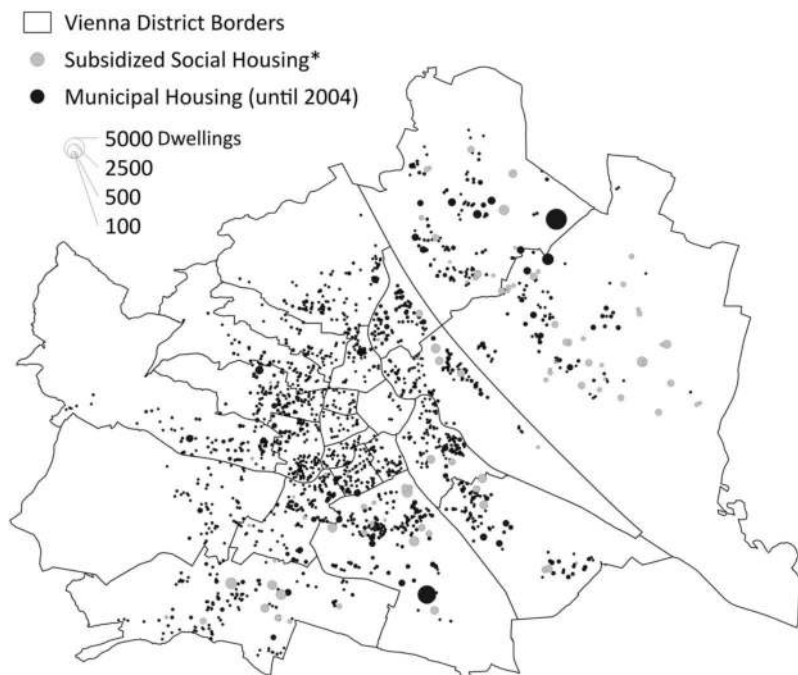 Vienna District Borders
Subsidized Social Housing*
Municipal Housing (until 2004)
5000 Dwellings
2500
500
100